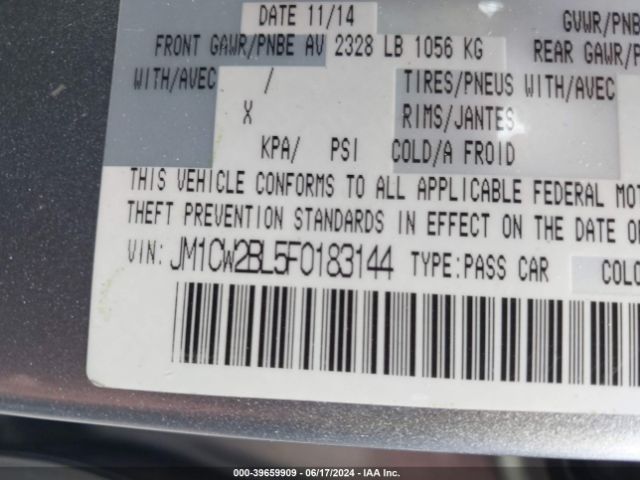 DATE 11/14
GVWR/PNB
FRONT GAWR/PNBE AV 2328 LB 1056 KG
REAR GAWR/P
WITH/AVEC /
TIRES/PNEUS WITH/AVEC
X
RIMS/JANTES
KPA/ PSI COLD/A FROID
THIS VEHICLE CONFORMS TO ALL APPLICABLE FEDERAL MOT
THEFT PREVENTION STANDARDS IN EFFECT ON THE DATE O
VIN: JM1CW2BL5F0183144 TYPE:PASS CAR COLO
000-39659909 - 06/17/2024 - IAA Inc.